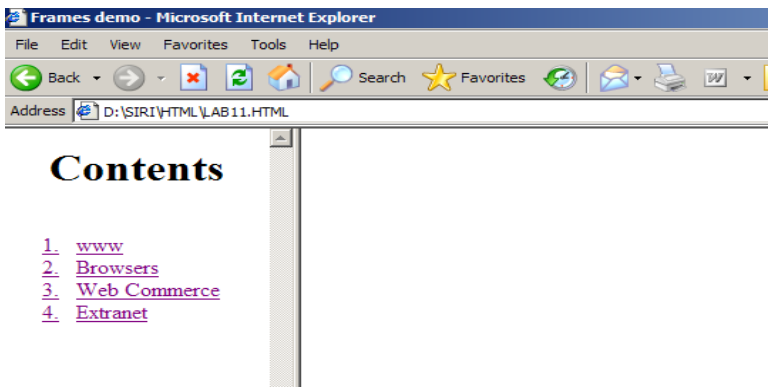 Frames demo - Microsoft Internet Explorer
File Edit View Favorites Tools Help
Back Search Favorites
Address D:\SIRI\HTML\LAB11.HTML
Contents
1. www
2. Browsers
3. Web Commerce
4. Extranet